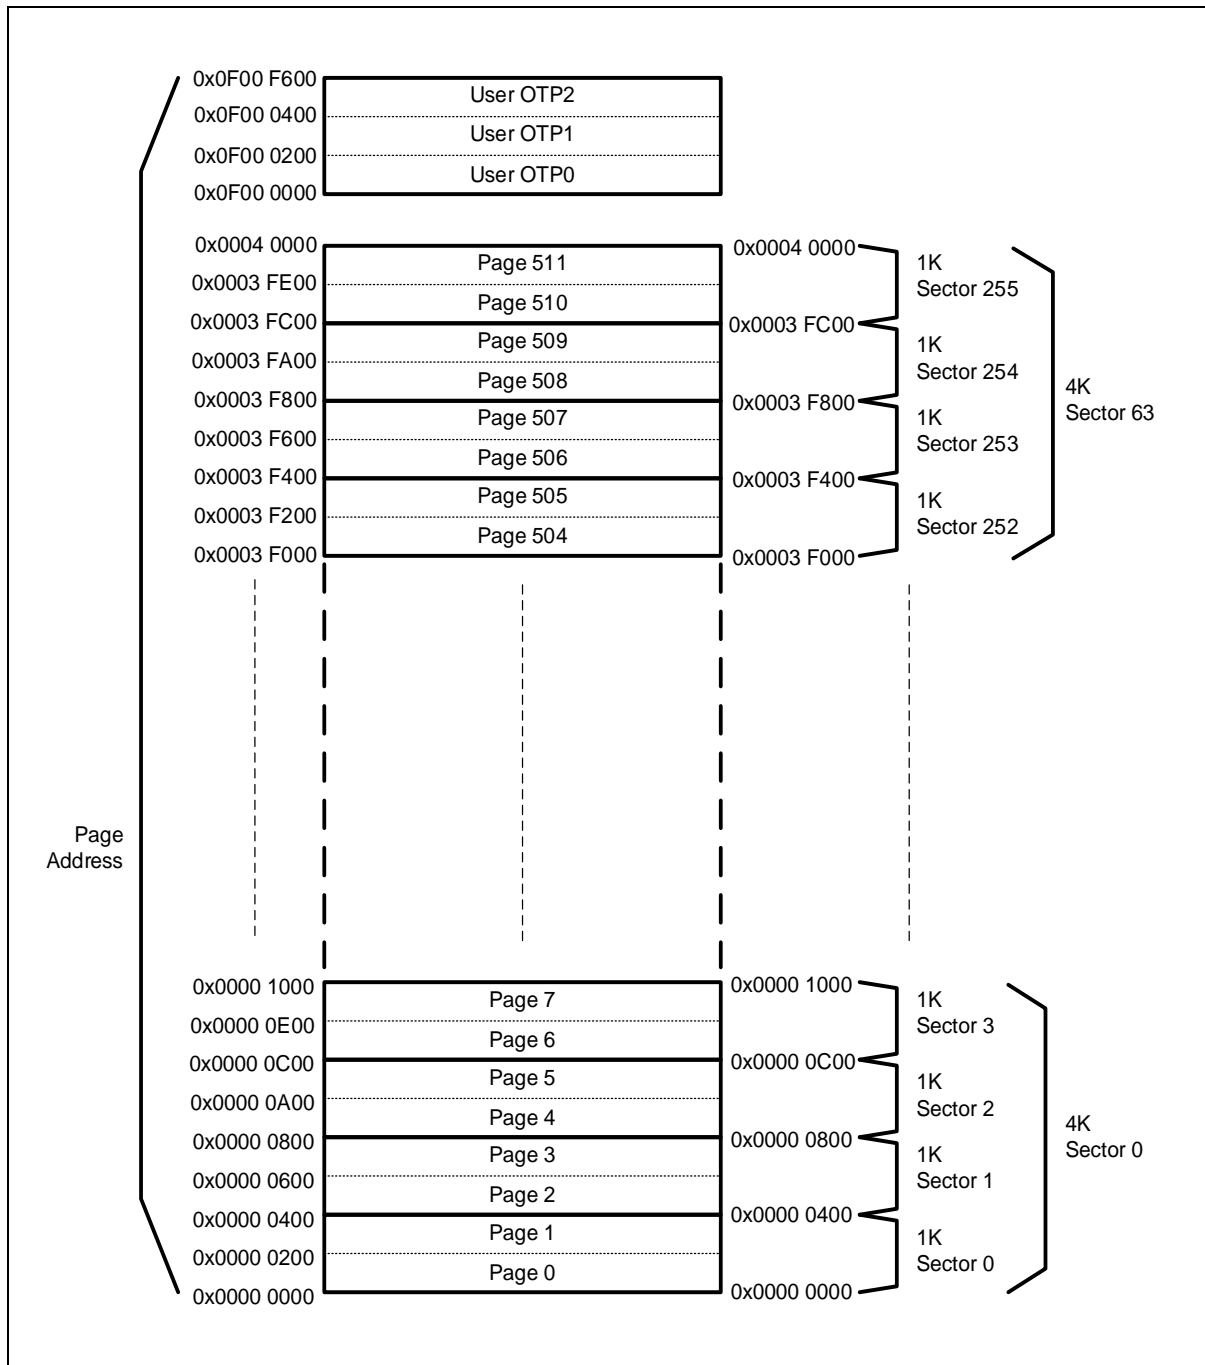 0x0F00 F600
User OTP2
0x0F00 0400
User OTP1
0x0F00 0200
User OTP0
0x0F00 0000
0x0004 0000
0x0004 0000
Page 511
1K
Sector 255
0x0003 FE00
Page 510
0x0003 FC00
0x0003 FC00
Page 509
1K
Sector 254
0x0003 FA00
Page 508
0x0003 F800
0x0003 F800
4K
Sector 63
Page 507
1K
Sector 253
0x0003 F600
Page 506
0x0003 F400
0x0003 F400
Page 505
1K
Sector 252
0x0003 F200
Page 504
0x0003 F000
0x0003 F000
Page
Address
0x0000 1000
0x0000 1000
Page 7
1K
Sector 3
0x0000 0E00
Page 6
0x0000 0C00
0x0000 0C00
Page 5
1K
Sector 2
0x0000 0A00
Page 4
0x0000 0800
0x0000 0800
4K
Sector 0
Page 3
1K
Sector 1
0x0000 0600
Page 2
0x0000 0400
0x0000 0400
Page 1
1K
Sector 0
0x0000 0200
Page 0
0x0000 0000
0x0000 0000